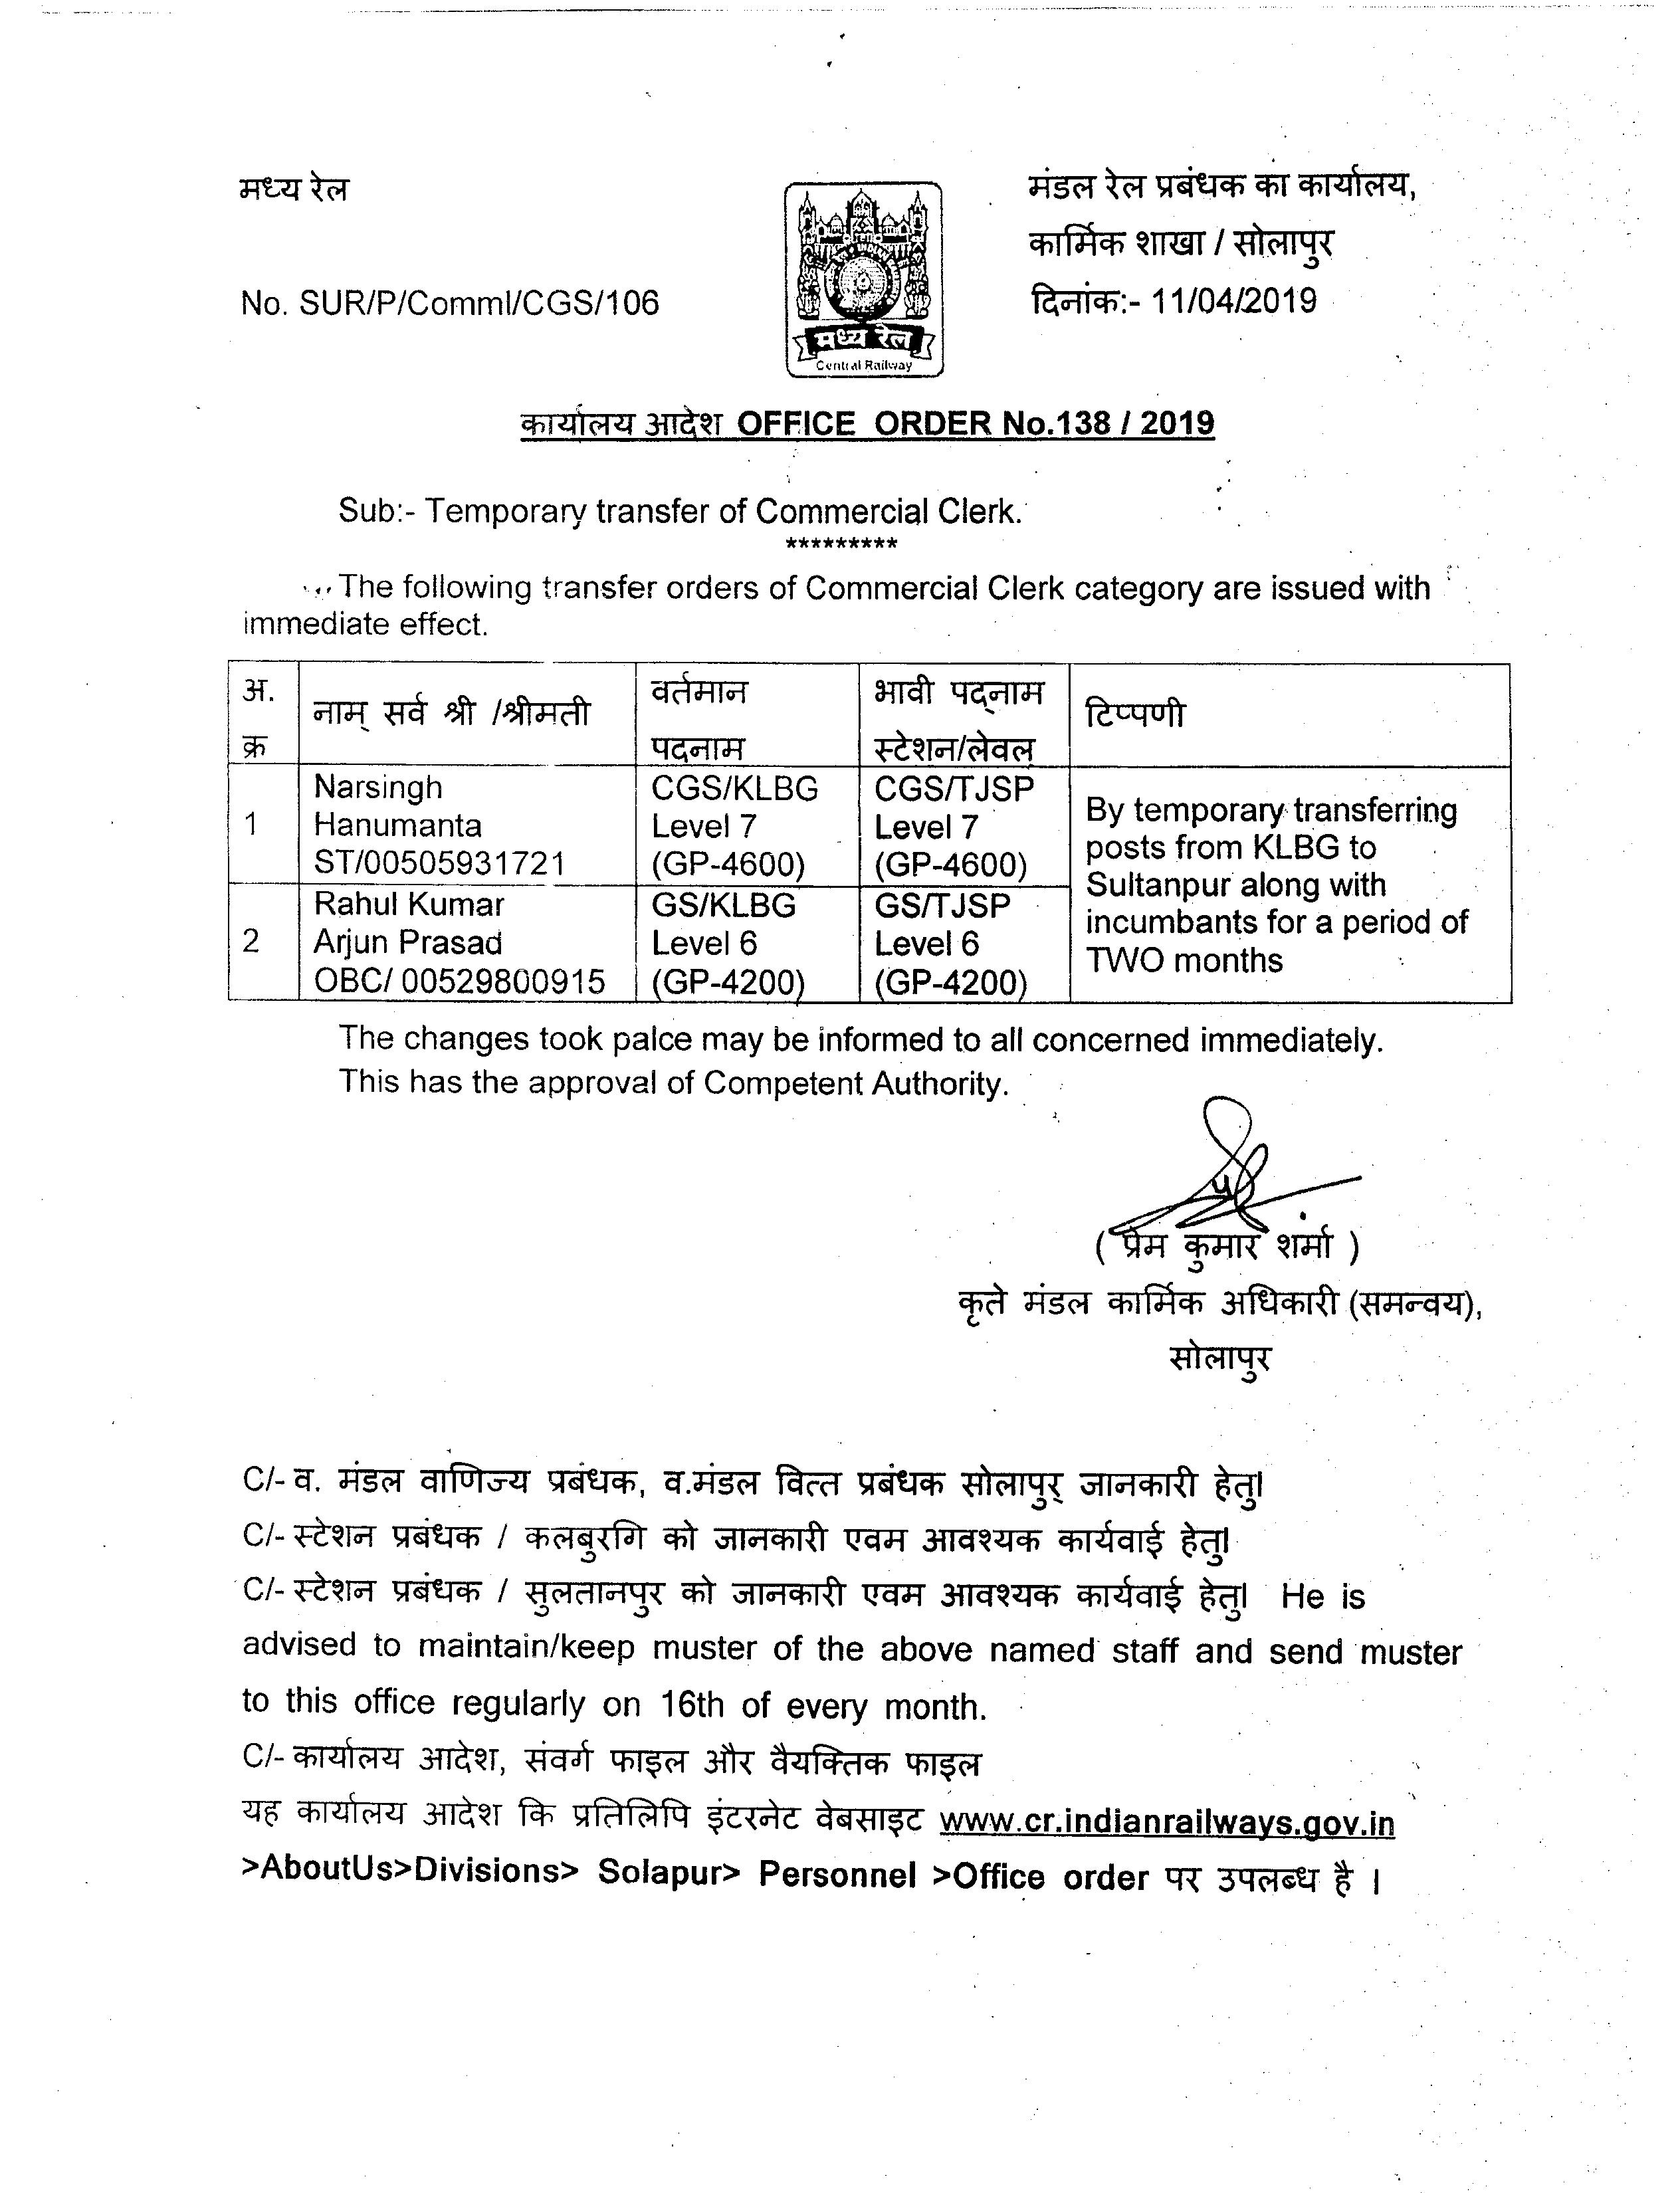 मध्य रेल
मंडल रेल प्रबंधक का कार्यालय,
कार्मिक शाखा / सोलापुर
No. SUR/P/Comml/CGS/106
दिनांक:- 11/04/2019
मध्य रेल
Central Railway
कार्यालय आदेश OFFICE ORDER No.138 / 2019
Sub:- Temporary transfer of Commercial Clerk.
*********
The following transfer orders of Commercial Clerk category are issued with
immediate effect.
अ. क्र नाम् सर्व श्री /श्रीमती वर्तमान पदनाम भावी पद्नाम स्टेशन/लेवल टिप्पणी
1 Narsingh Hanumanta ST/00505931721 CGS/KLBG Level 7 (GP-4600) CGS/TJSP Level 7 (GP-4600) By temporary transferring posts from KLBG to Sultanpur along with incumbants for a period of TWO months
2 Rahul Kumar Arjun Prasad OBC/ 00529800915 GS/KLBG Level 6 (GP-4200) GS/TJSP Level 6 (GP-4200)
The changes took palce may be informed to all concerned immediately.
This has the approval of Competent Authority.
( प्रेम कुमार शर्मा )
कृते मंडल कार्मिक अधिकारी (समन्वय),
सोलापुर
C/- व. मंडल वाणिज्य प्रबंधक, व.मंडल वित्त प्रबंधक सोलापुर् जानकारी हेतु।
C/- स्टेशन प्रबंधक / कलबुरगि को जानकारी एवम आवश्यक कार्यवाई हेतु।
C/- स्टेशन प्रबंधक / सुलतानपुर को जानकारी एवम आवश्यक कार्यवाई हेतु। He is
advised to maintain/keep muster of the above named staff and send muster
to this office regularly on 16th of every month.
C/- कार्यालय आदेश, संवर्ग फाइल और वैयक्तिक फाइल
यह कार्यालय आदेश कि प्रतिलिपि इंटरनेट वेबसाइट www.cr.indianrailways.gov.in
>AboutUs>Divisions> Solapur> Personnel >Office order पर उपलब्ध है ।